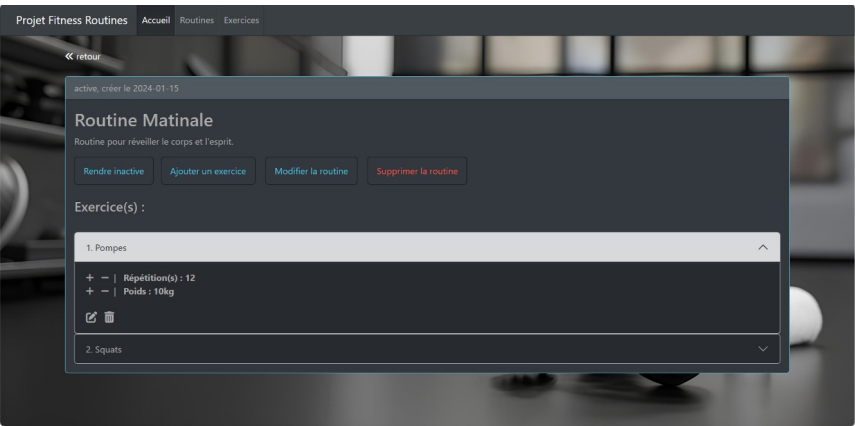 Projet Fitness Routines Accueil Routines Exercices
retour
active, créer le 2024-01-15
Routine Matinale
Routine pour réveiller le corps et l'esprit.
Rendre inactive Ajouter un exercice Modifier la routine Supprimer la routine
Exercice(s) :
1. Pompes
+ − | Répétition(s) : 12
+ − | Poids : 10kg
2. Squats